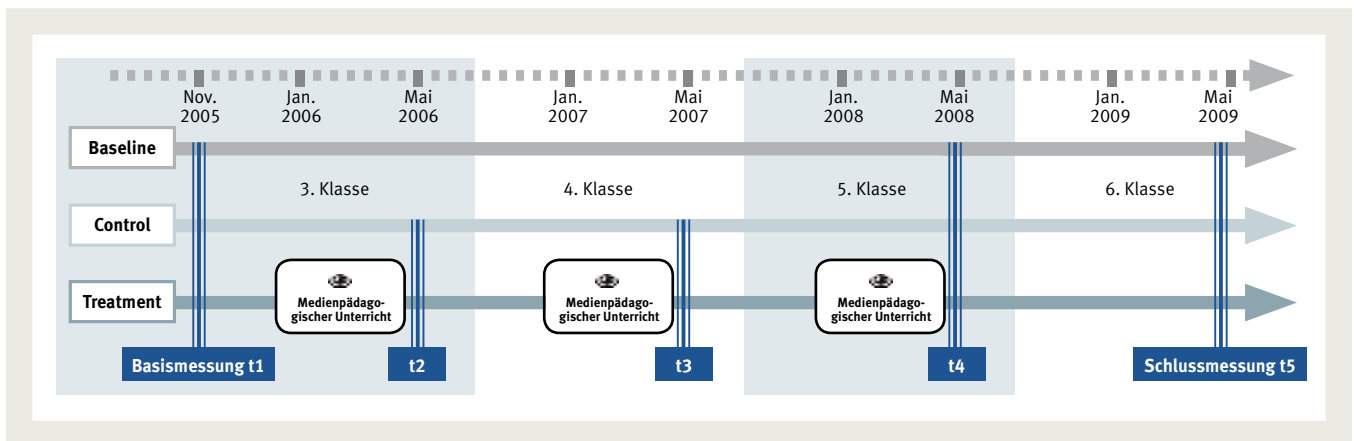 Nov. Jan. Mai Jan. Mai Jan. Mai Jan. Mai
2005 2006 2006 2007 2007 2008 2008 2009 2009
Baseline
3. Klasse 4. Klasse 5. Klasse 6. Klasse
Control
Treatment
Medienpädago-
gischer Unterricht
Medienpädago-
gischer Unterricht
Medienpädago-
gischer Unterricht
Basismessung t1 t2 t3 t4 Schlussmessung t5